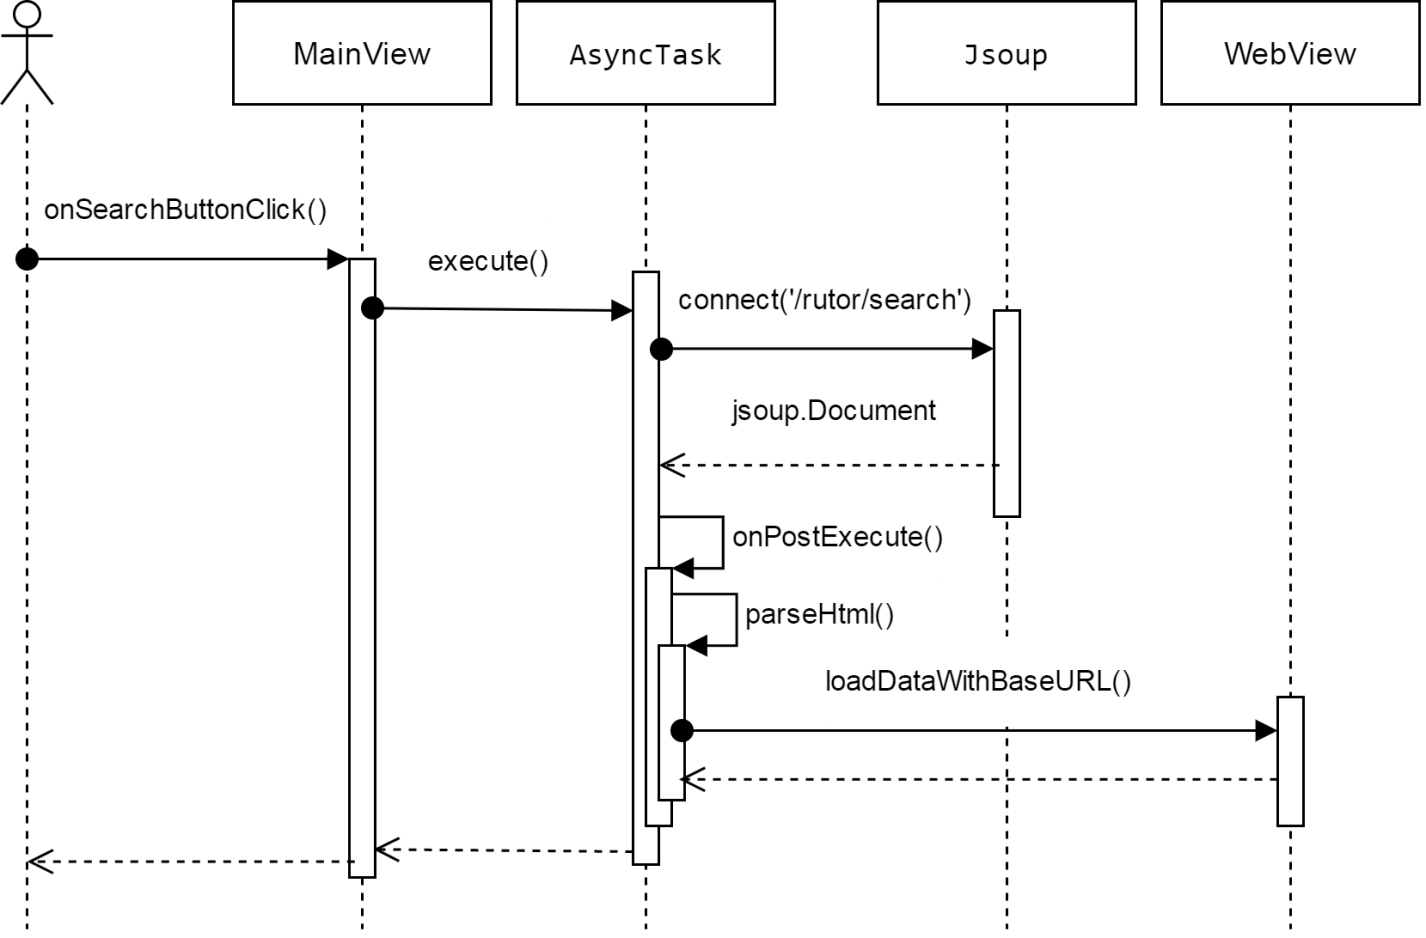 MainView
AsyncTask
Jsoup
WebView
onSearchButtonClick()
execute()
connect('/rutor/search')
jsoup.Document
onPostExecute()
parseHtml()
loadDataWithBaseURL()